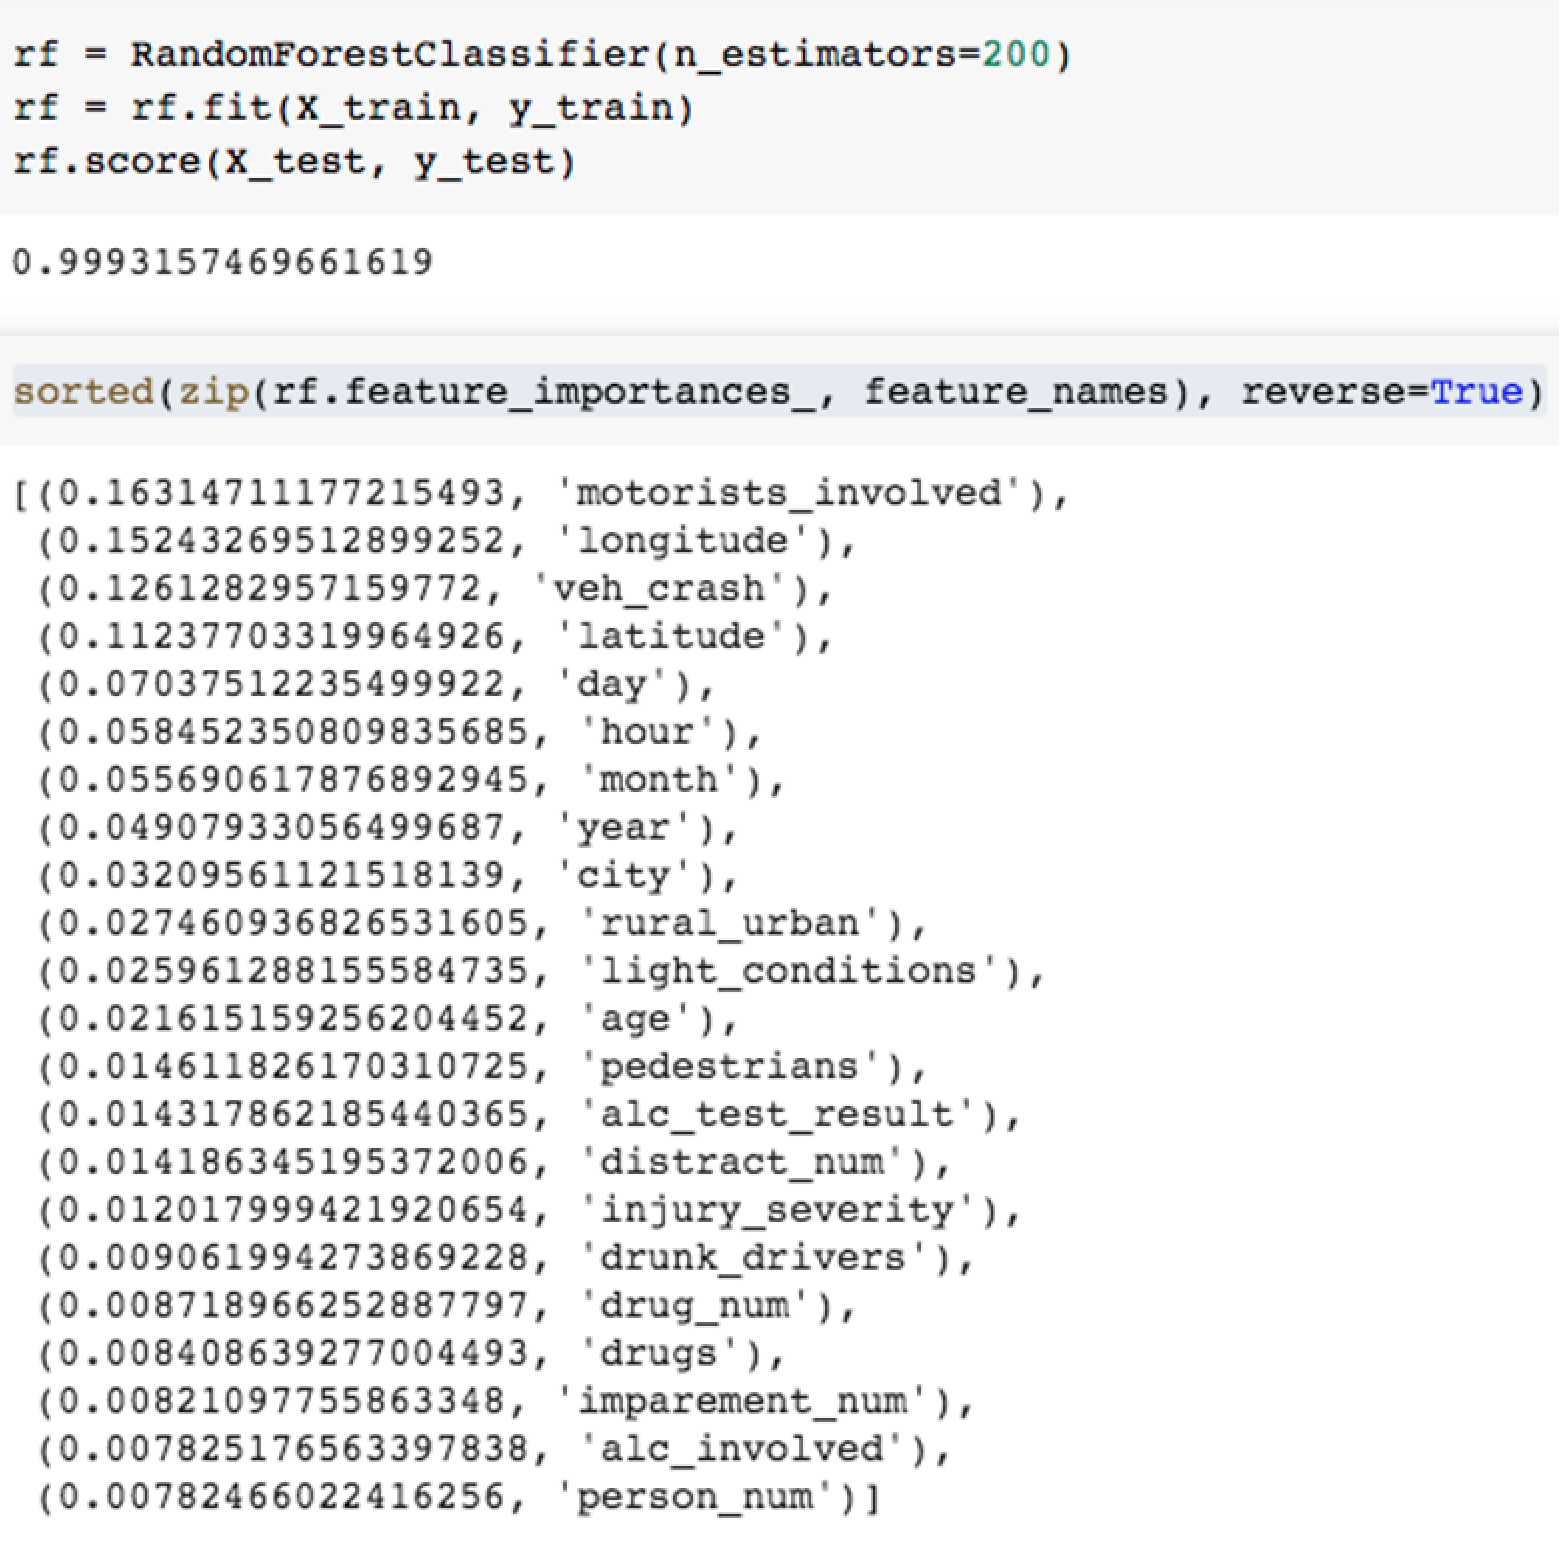 rf = RandomForestClassifier(n_estimators=200)
rf = rf.fit(X_train, y_train)
rf.score(X_test, y_test)
0.9993157469661619
sorted(zip(rf.feature_importances_, feature_names), reverse=True)
[(0.16314711177215493, 'motorists_involved'),
(0.15243269512899252, 'longitude'),
(0.1261282957159772, 'veh_crash'),
(0.11237703319964926, 'latitude'),
(0.07037512235499922, 'day'),
(0.058452350809835685, 'hour'),
(0.055690617876892945, 'month'),
(0.04907933056499687, 'year'),
(0.03209561121518139, 'city'),
(0.027460936826531605, 'rural_urban'),
(0.025961288155584735, 'light_conditions'),
(0.021615159256204452, 'age'),
(0.014611826170310725, 'pedestrians'),
(0.014317862185440365, 'alc_test_result'),
(0.014186345195372006, 'distract_num'),
(0.012017999421920654, 'injury_severity'),
(0.009061994273869228, 'drunk_drivers'),
(0.008718966252887797, 'drug_num'),
(0.008408639277004493, 'drugs'),
(0.00821097755863348, 'imparement_num'),
(0.007825176563397838, 'alc_involved'),
(0.00782466022416256, 'person_num')]